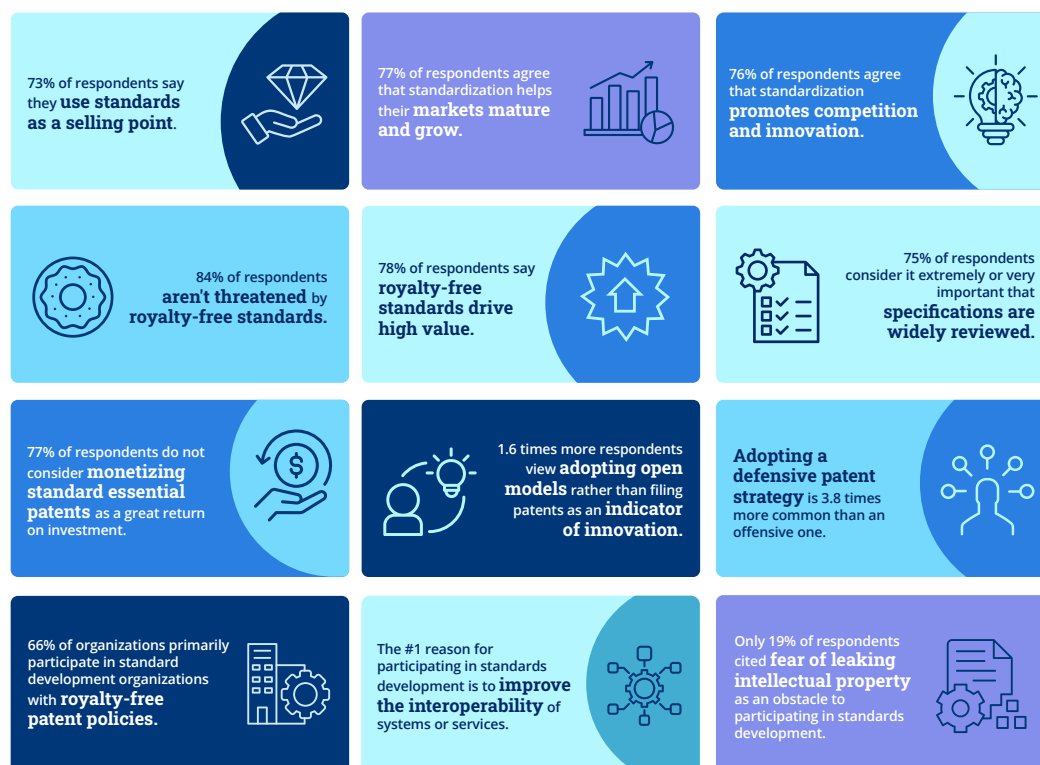 73% of respondents say
they use standards
as a selling point.
77% of respondents agree
that standardization helps
their markets mature
and grow.
76% of respondents agree
that standardization
promotes competition
and innovation.
84% of respondents
aren't threatened by
royalty-free standards.
78% of respondents say
royalty-free
standards drive
high value.
75% of respondents
consider it extremely or very
important that
specifications are
widely reviewed.
77% of respondents do not
consider monetizing
standard essential
patents as a great return
on investment.
$
1.6 times more respondents
view adopting open
models rather than filing
patents as an indicator
of innovation.
Adopting a
defensive patent
strategy is 3.8 times
more common than an
offensive one.
66% of organizations primarily
participate in standard
development organizations
with royalty-free
patent policies.
The #1 reason for
participating in standards
development is to improve
the interoperability of
systems or services.
Only 19% of respondents
cited fear of leaking
intellectual property
as an obstacle to
participating in standards
development.